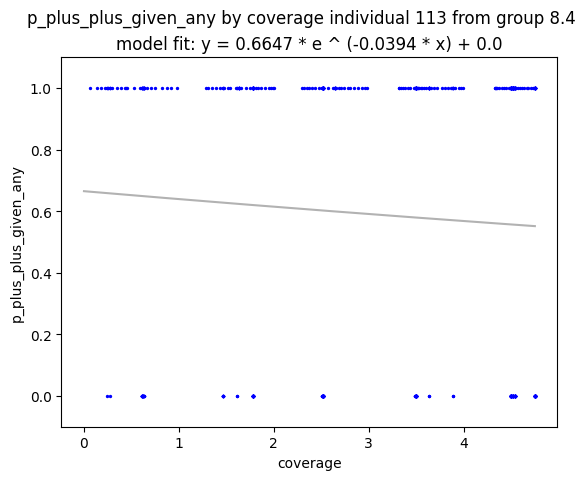 p_plus_plus_given_any by coverage individual 113 from group 8.4
model fit: y = 0.6647 * e ^ (-0.0394 * x) + 0.0
1.0
0.8
0.6
0.4
0.2
0.0
p_plus_plus_given_any
0
1
2
3
4
coverage